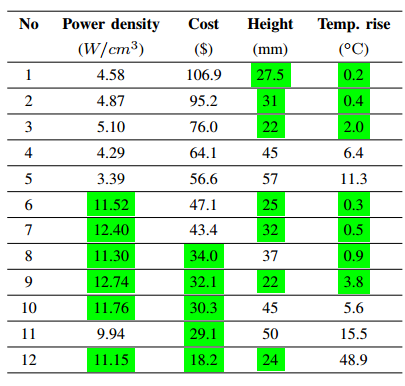 No Power density Cost Height Temp. rise
(W/cm³) ($) (mm) (°C)
1 4.58 106.9 27.5 0.2
2 4.87 95.2 31 0.4
3 5.10 76.0 22 2.0
4 4.29 64.1 45 6.4
5 3.39 56.6 57 11.3
6 11.52 47.1 25 0.3
7 12.40 43.4 32 0.5
8 11.30 34.0 37 0.9
9 12.74 32.1 22 3.8
10 11.76 30.3 45 5.6
11 9.94 29.1 50 15.5
12 11.15 18.2 24 48.9